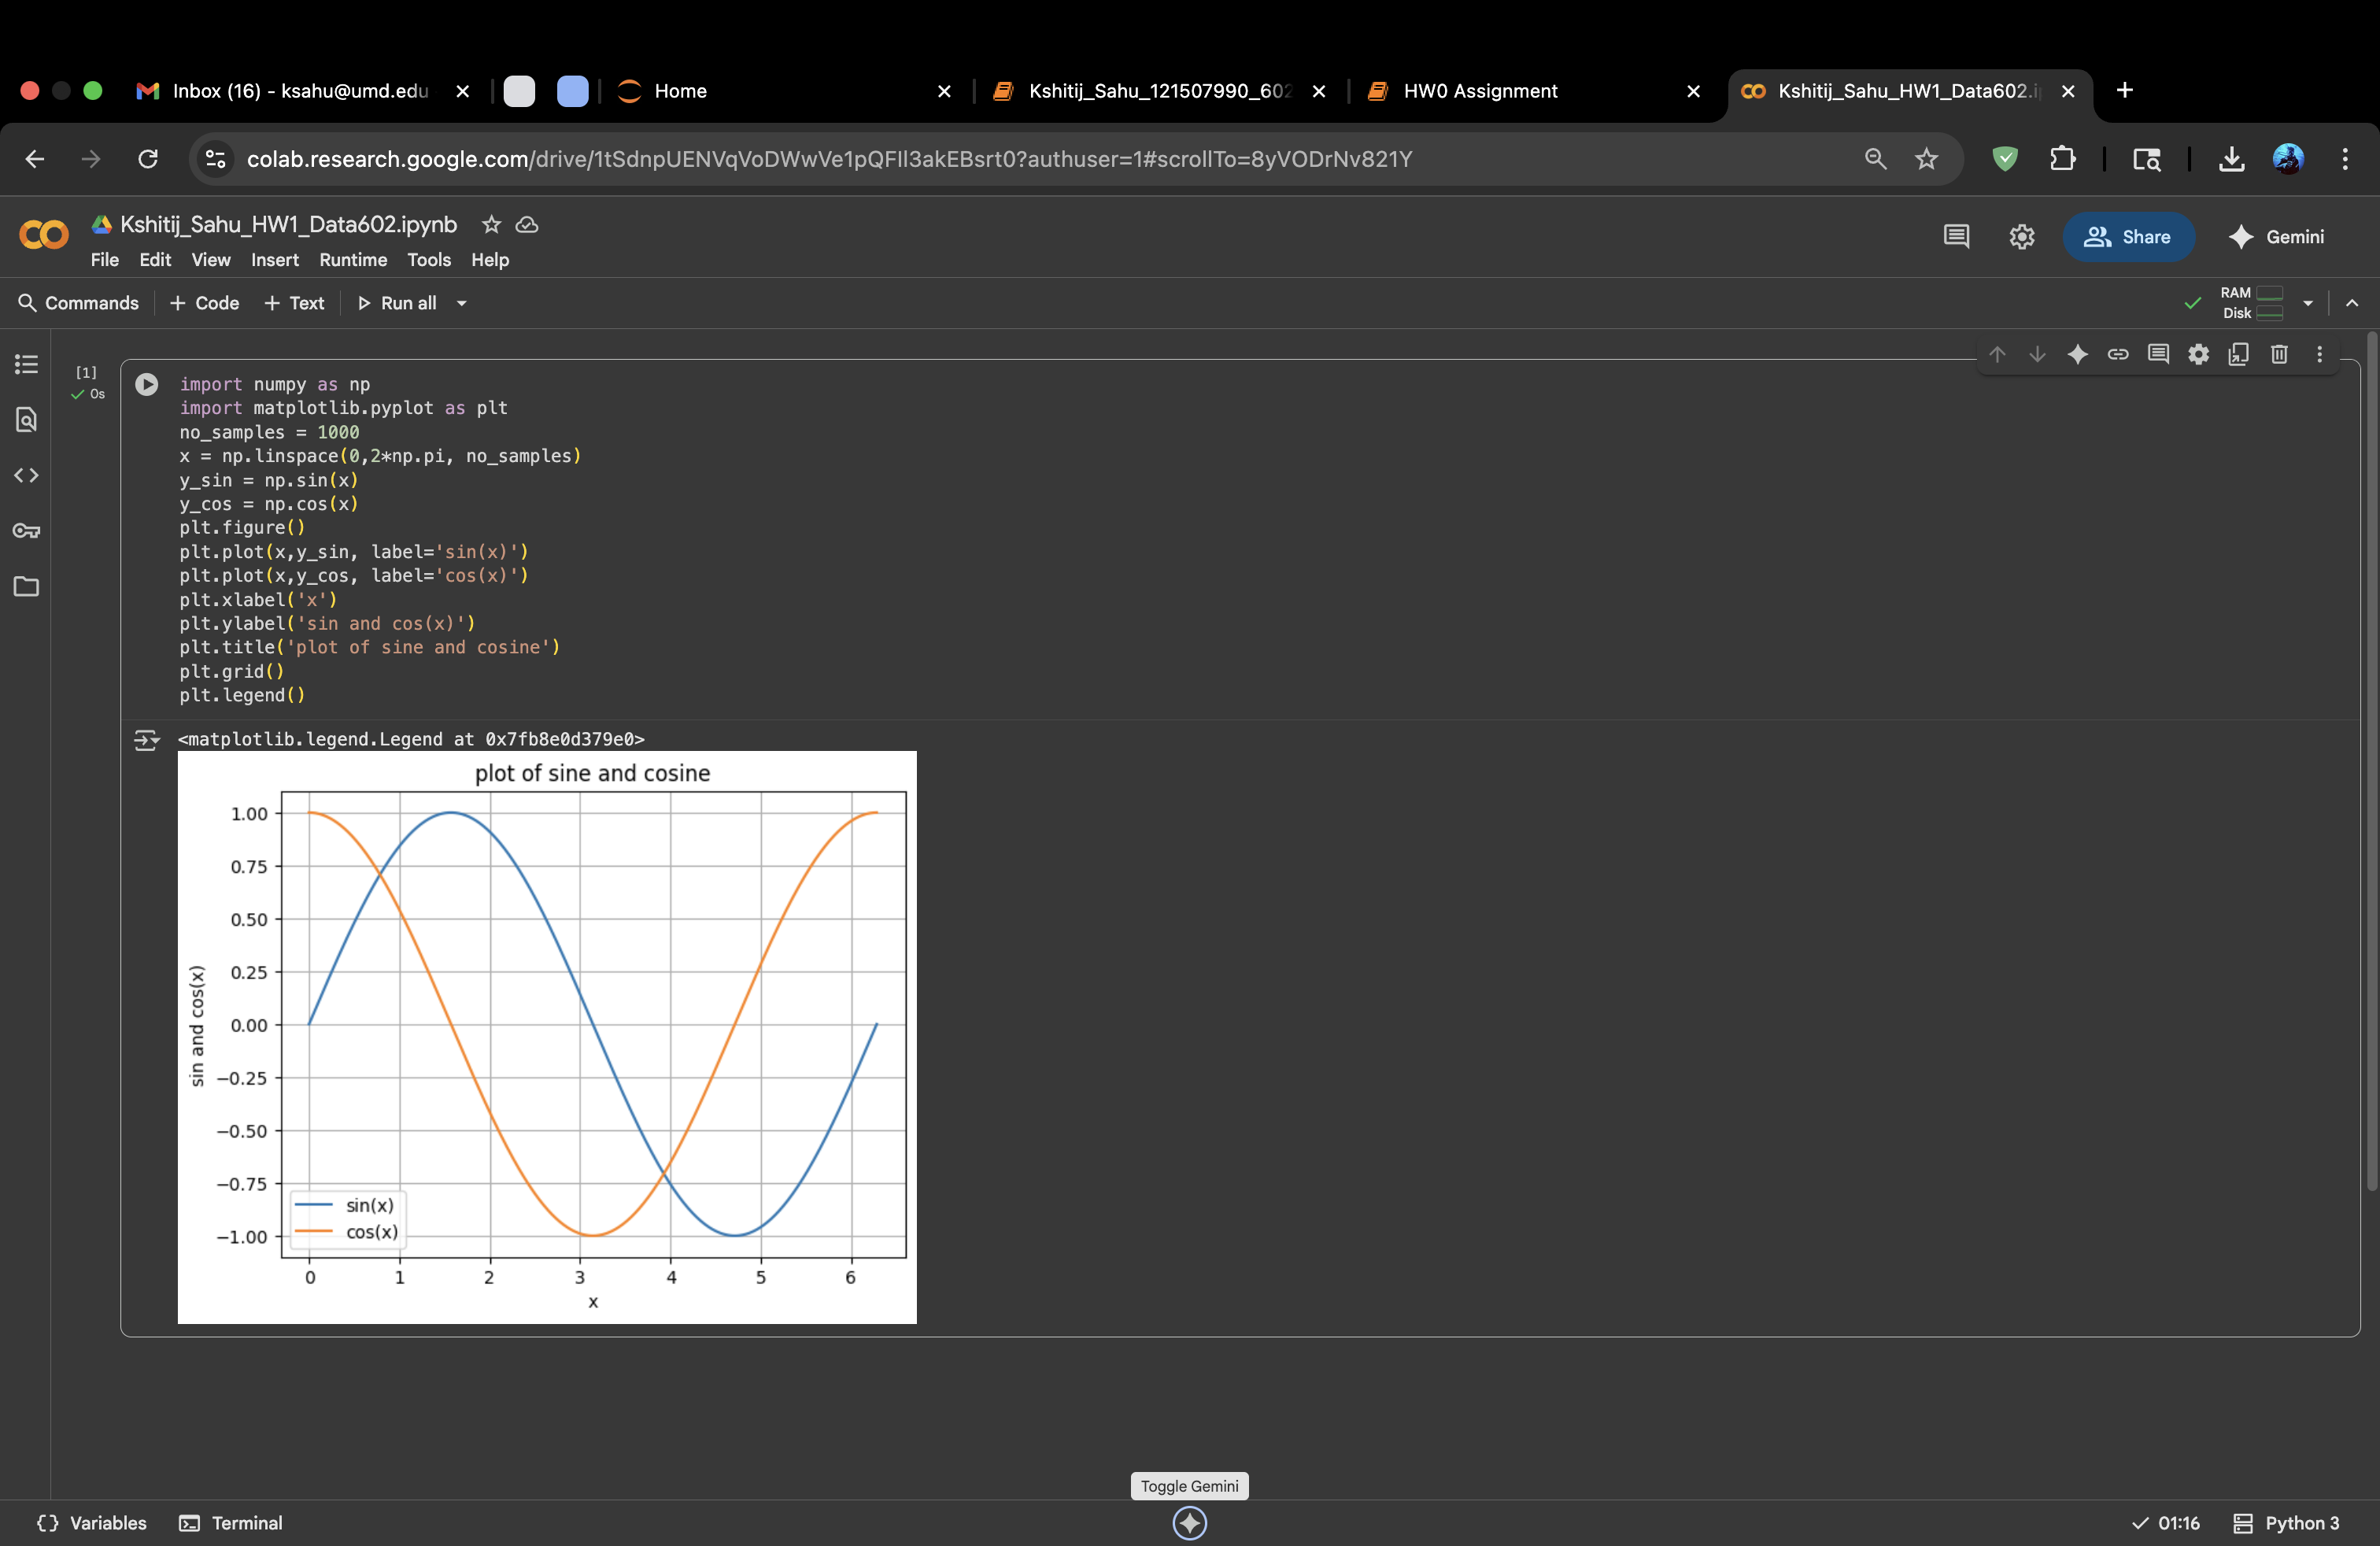 Inbox (16) - ksahu@umd.edu
Home
Kshitij_Sahu_121507990_602
HW0 Assignment
Kshitij_Sahu_HW1_Data602.i
colab.research.google.com/drive/1tSdnpUENVqVoDWwVe1pQFIl3akEBsrt0?authuser=1#scrollTo=8yVODrNv821Y
Kshitij_Sahu_HW1_Data602.ipynb
File Edit View Insert Runtime Tools Help
Share
Gemini
Commands + Code + Text Run all
RAM
Disk
[1]
0s
import numpy as np
import matplotlib.pyplot as plt
no_samples = 1000
x = np.linspace(0,2*np.pi, no_samples)
y_sin = np.sin(x)
y_cos = np.cos(x)
plt.figure()
plt.plot(x,y_sin, label='sin(x)')
plt.plot(x,y_cos, label='cos(x)')
plt.xlabel('x')
plt.ylabel('sin and cos(x)')
plt.title('plot of sine and cosine')
plt.grid()
plt.legend()
<matplotlib.legend.Legend at 0x7fb8e0d379e0>
plot of sine and cosine
1.00
0.75
0.50
0.25
0.00
−0.25
−0.50
−0.75
−1.00
sin and cos(x)
sin(x)
cos(x)
0 1 2 3 4 5 6
x
Toggle Gemini
Variables
Terminal
01:16
Python 3